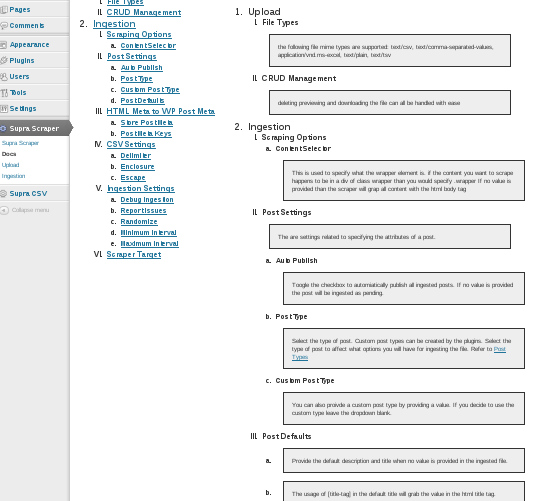 Pages
Comments
Appearance
Plugins
Users
Tools
Settings
Supra Scraper
Supra Scraper
Docs
Upload
Ingestion
Supra CSV
Collapse menu
I. File Types
II. CRUD Management
2. Ingestion
I. Scraping Options
a. Content Selector
II. Post Settings
a. Auto Publish
b. Post Type
c. Custom Post Type
d. Post Defaults
III. HTML Meta to WP Post Meta
a. Store Post Meta
b. Post Meta Keys
IV. CSV Settings
a. Delimiter
b. Enclosure
c. Escape
V. Ingestion Settings
a. Debug Ingestion
b. Report Issues
c. Randomize
d. Minimum Interval
e. Maximum Interval
VI. Scraper Target
1. Upload
I. File Types
the following file mime types are supported: text/csv, text/comma-separated-values,
application/vnd.ms-excel, text/plain, text/tsv
II. CRUD Management
deleting previewing and downloading the file can all be handled with ease
2. Ingestion
I. Scraping Options
a. Content Selector
This is used to specify what the wrapper element is. if the content you want to scrape
happens to be in a div of class wrapper than you would specify .wrapper If no value is
provided than the scraper will grap all content with the html body tag
II. Post Settings
The are settings related to specifying the attributes of a post.
a. Auto Publish
Toogle the checkbox to automiatically publish all ingested posts. If no value is provided
the post will be ingested as pending.
b. Post Type
Select the type of post. Custom post types can be created by the plugins. Select the
type of post to affect what options you will have for ingesting the file. Refer to Post
Types
c. Custom Post Type
You can also proivde a custom post type by providing a value. If you decide to use the
custom type leave the dropdown blank.
III. Post Defaults
a. Provide the default description and title when no value is provided in the ingested file.
b. The usage of [title-tag] in the default title will grab the value in the html title tag.